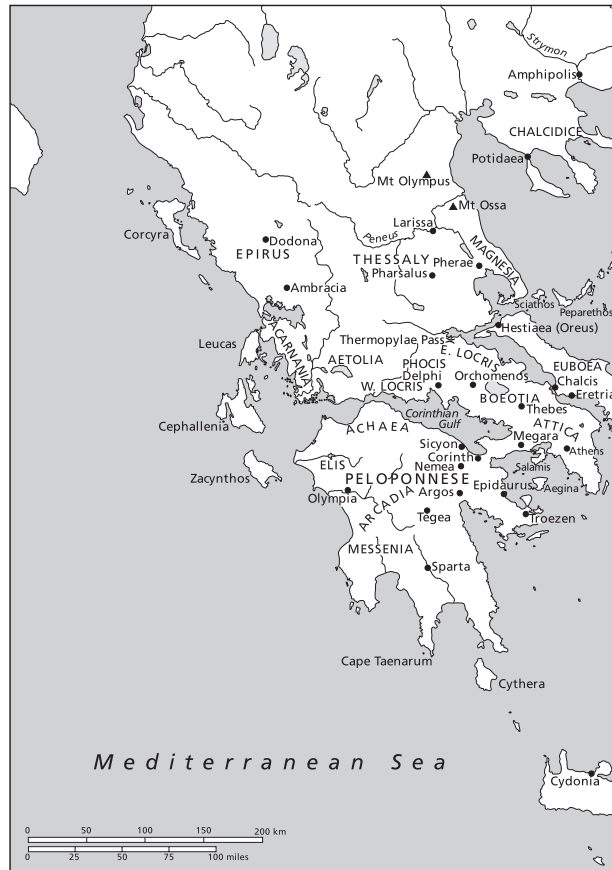 Strymon
Amphipolis
CHALCIDICE
Potidaea
Mt Olympus
Mt Ossa
Larissa
Corcyra
Peneus
Dodona
EPIRUS
MAGNESIA
THESSALY
Pherae
Pharsalus
Ambracia
Sciathos
Peparethos
Hestiaea (Oreus)
Leucas
ACARNANIA
Thermopylae Pass
E. LOCRIS
AETOLIA
PHOCIS
EUBOEA
Delphi
Orchomenos
Chalcis
W. LOCRIS
BOEOTIA
Eretria
Thebes
Corinthian
Gulf
ATTICA
Cephallenia
ACHAEA
Megara
Sicyon
Athens
Corinth
ELIS
Nemea
Salamis
Zacynthos
PELOPONNESE
Epidaurus
Aegina
Olympia
ARCADIA
Argos
Tegea
Troezen
MESSENIA
Sparta
Cape Taenarum
Cythera
Mediterranean Sea
Cydonia
0 50 100 150 200 km
0 25 50 75 100 miles